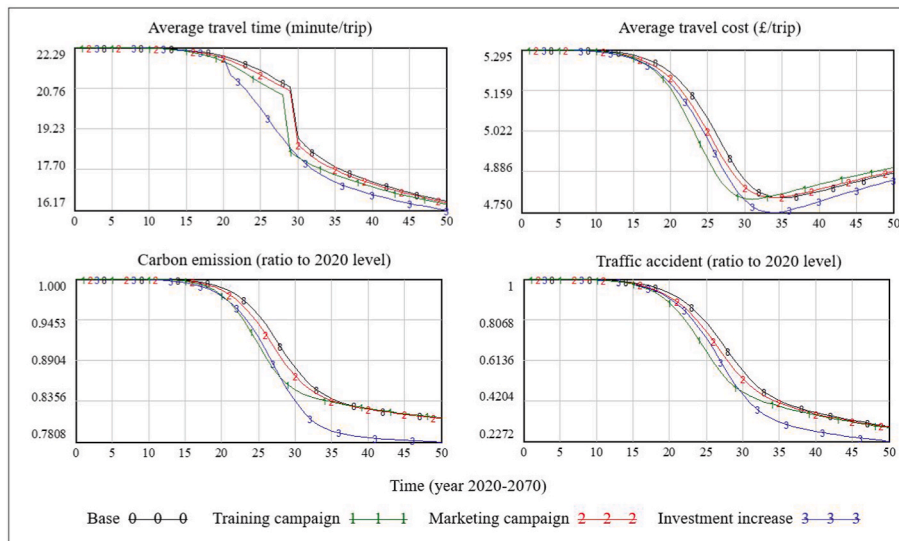 Average travel time (minute/trip)
22.29
20.76
19.23
17.70
16.17
0 5 10 15 20 25 30 35 40 45 50
Average travel cost (£/trip)
5.295
5.159
5.022
4.886
4.750
0 5 10 15 20 25 30 35 40 45 50
Carbon emission (ratio to 2020 level)
1.000
0.9453
0.8904
0.8356
0.7808
0 5 10 15 20 25 30 35 40 45 50
Traffic accident (ratio to 2020 level)
1
0.8068
0.6136
0.4204
0.2272
0 5 10 15 20 25 30 35 40 45 50
Time (year 2020-2070)
Base 0 0 0 Training campaign 1 1 1 Marketing campaign 2 2 2 Investment increase 3 3 3